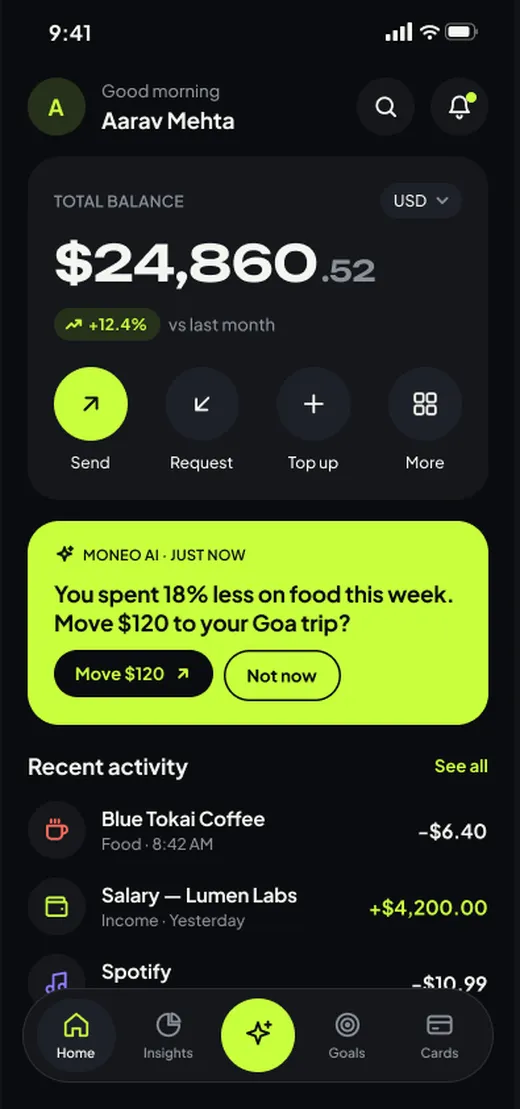 9:41
Good morning
A
Aarav Mehta
TOTAL BALANCE
USD
$24,860.52
+12.4% vs last month
Send
Request
Top up
More
MONEO AI · JUST NOW
You spent 18% less on food this week.
Move $120 to your Goa trip?
Move $120
Not now
Recent activity
See all
Blue Tokai Coffee
Food · 8:42 AM
-$6.40
Salary — Lumen Labs
Income · Yesterday
+$4,200.00
Spotify
-$10.99
Home
Insights
Goals
Cards